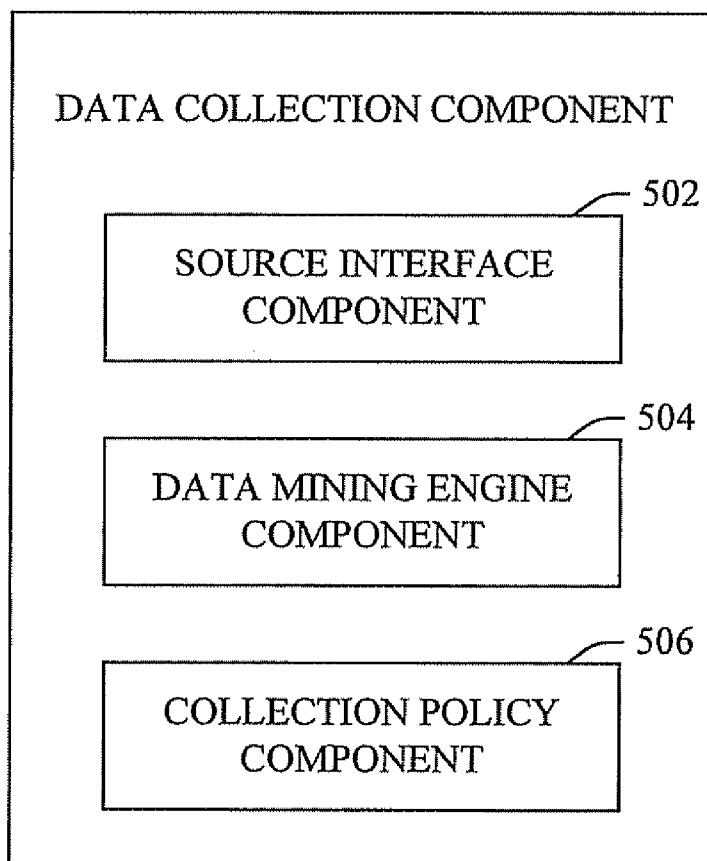 DATA COLLECTION COMPONENT
502
SOURCE INTERFACE
COMPONENT
504
DATA MINING ENGINE
COMPONENT
506
COLLECTION POLICY
COMPONENT